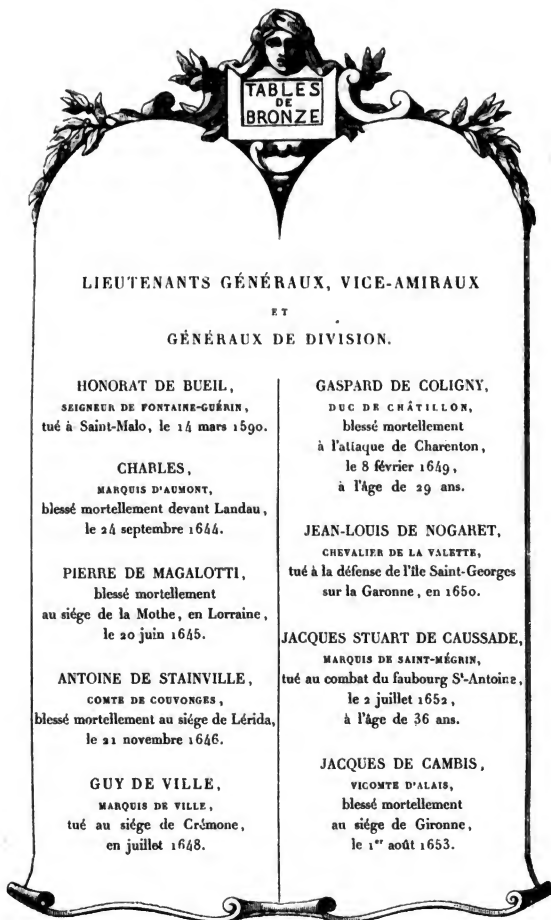 TABLES
DE
BRONZE
LIEUTENANTS GÉNÉRAUX, VICE-AMIRAUX
ET
GÉNÉRAUX DE DIVISION.
HONORAT DE BUEIL,
SEIGNEUR DE FONTAINE-GUÉRIN,
tué à Saint-Malo, le 14 mars 1590.
CHARLES,
MARQUIS D'AUMONT,
blessé mortellement devant Landau,
le 24 septembre 1644.
PIERRE DE MAGALOTTI,
blessé mortellement
au siége de la Mothe, en Lorraine,
le 20 juin 1645.
ANTOINE DE STAINVILLE,
COMTE DE COUVONGES,
blessé mortellement au siége de Lérida,
le 21 novembre 1646.
GUY DE VILLE,
MARQUIS DE VILLE,
tué au siége de Crémone,
en juillet 1648.
GASPARD DE COLIGNY,
DUC DE CHÂTILLON,
blessé mortellement
à l'attaque de Charenton,
le 8 février 1649,
à l'âge de 29 ans.
JEAN-LOUIS DE NOGARET,
CHEVALIER DE LA VALETTE,
tué à la défense de l'île Saint-Georges
sur la Garonne, en 1650.
JACQUES STUART DE CAUSSADE,
MARQUIS DE SAINT-MÉGRIN,
tué au combat du faubourg St-Antoine,
le 2 juillet 1652,
à l'âge de 36 ans.
JACQUES DE CAMBIS,
VICOMTE D'ALAIS,
blessé mortellement
au siége de Gironne,
le 1er août 1653.